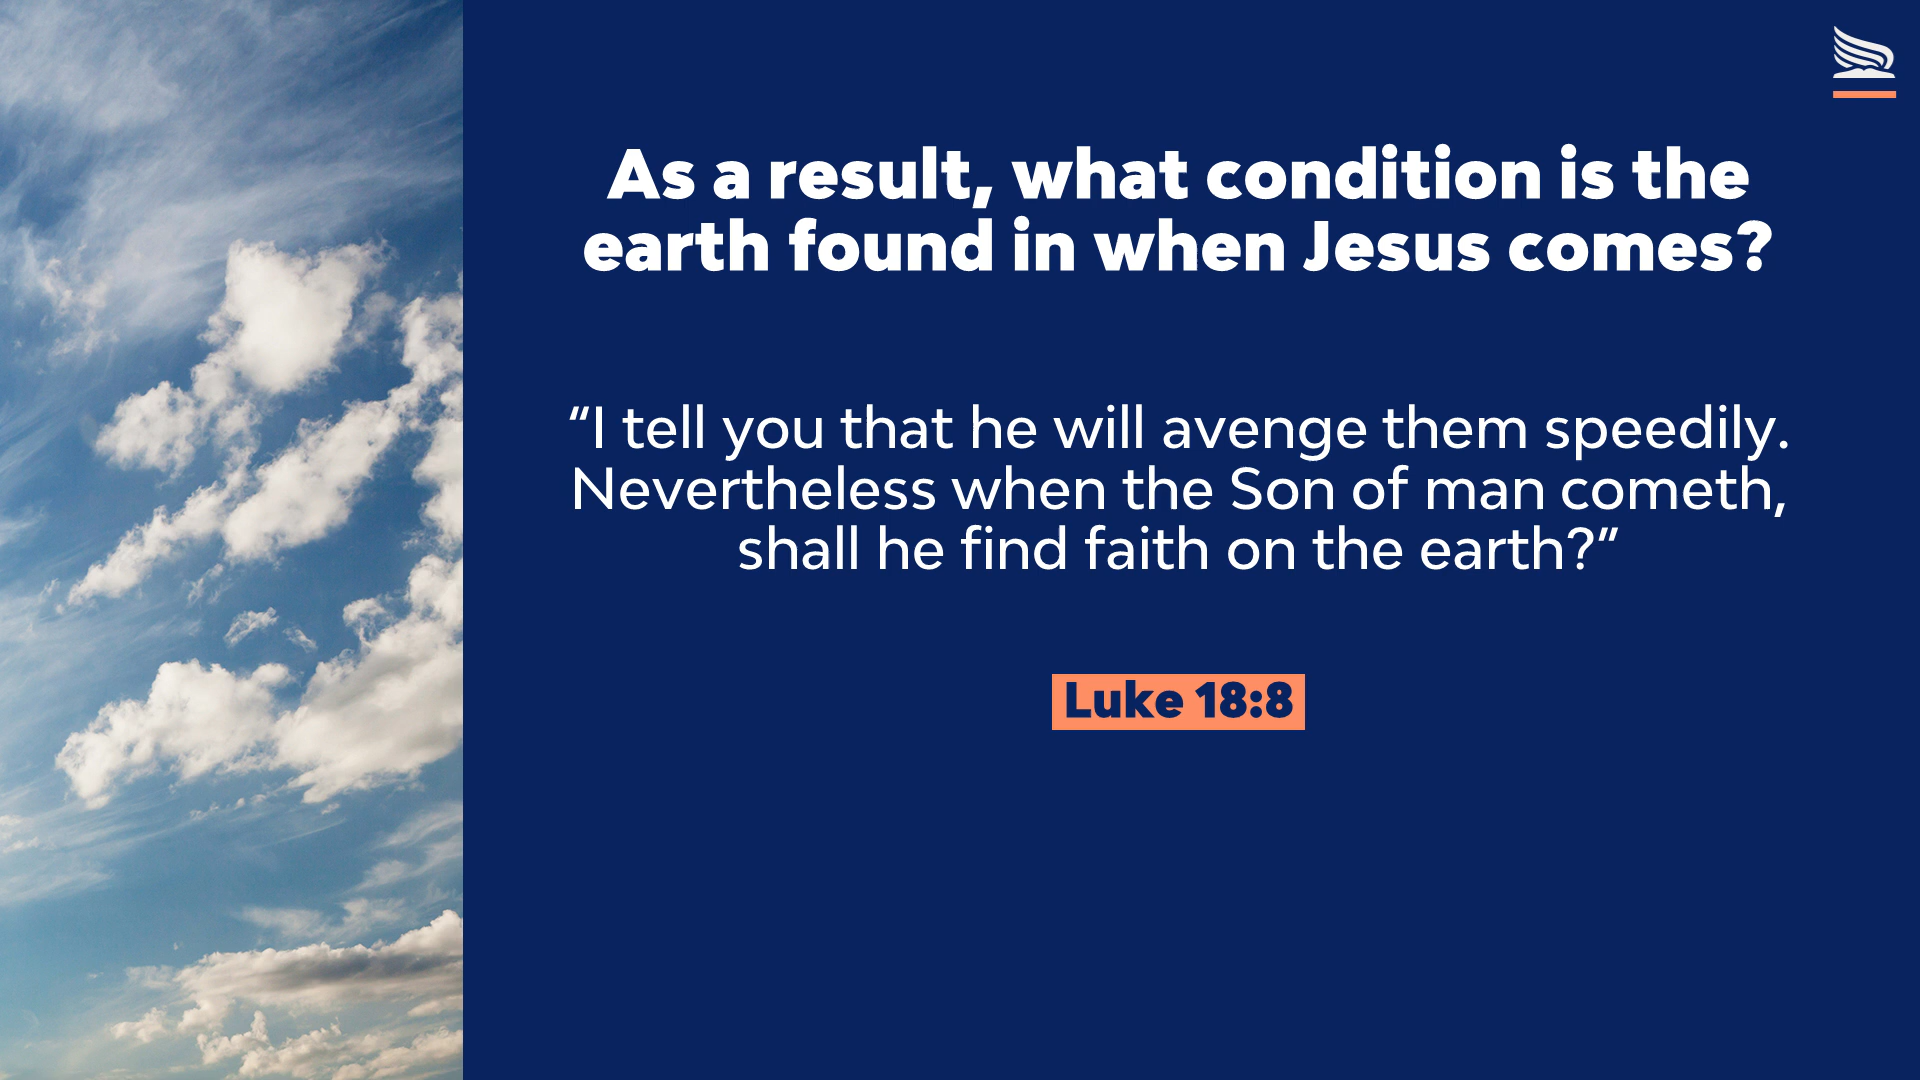 As a result, what condition is the
earth found in when Jesus comes?
“I tell you that he will avenge them speedily.
Nevertheless when the Son of man cometh,
shall he find faith on the earth?”
Luke 18:8